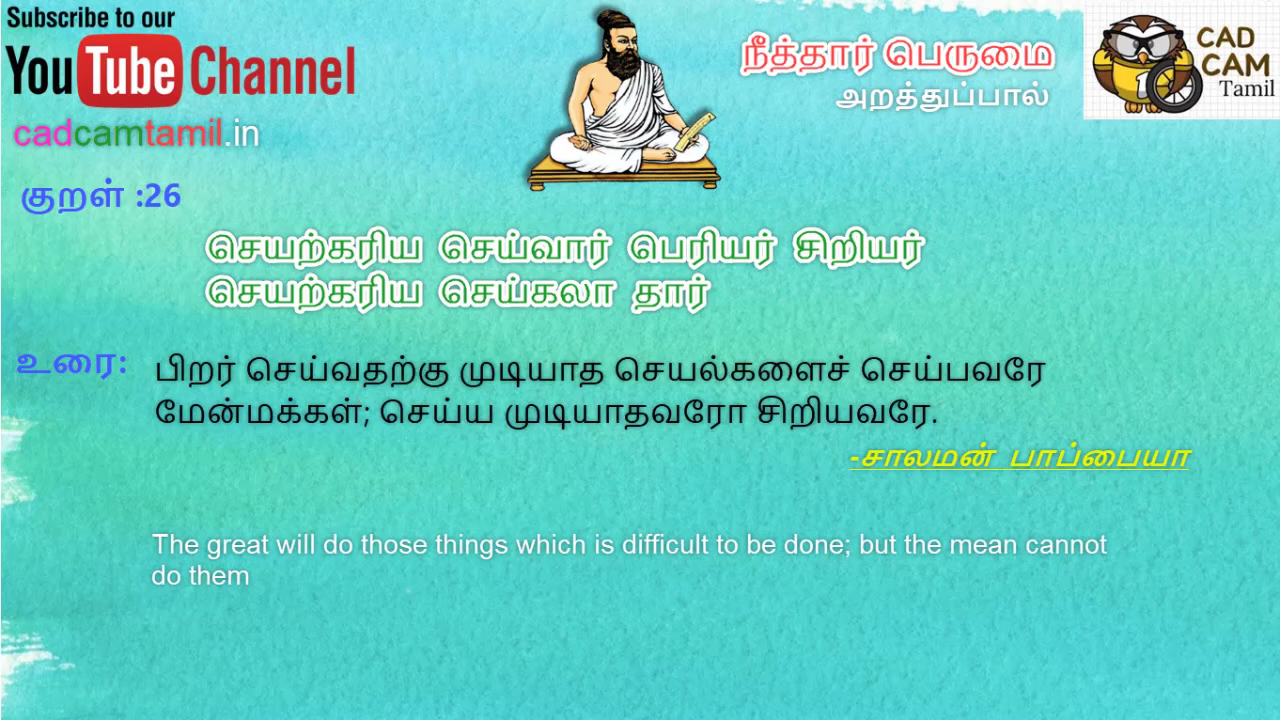 Subscribe to our
YouTube Channel
cadcamtamil.in
நீத்தார் பெருமை
அறத்துப்பால்
CAD
CAM
Tamil
குறள் :26
செயற்கரிய செய்வார் பெரியர் சிறியர்
செயற்கரிய செய்கலா தார்
உரை:
பிறர் செய்வதற்கு முடியாத செயல்களைச் செய்பவரே
மேன்மக்கள்; செய்ய முடியாதவரோ சிறியவரே.
-சாலமன் பாப்பையா
The great will do those things which is difficult to be done; but the mean cannot
do them